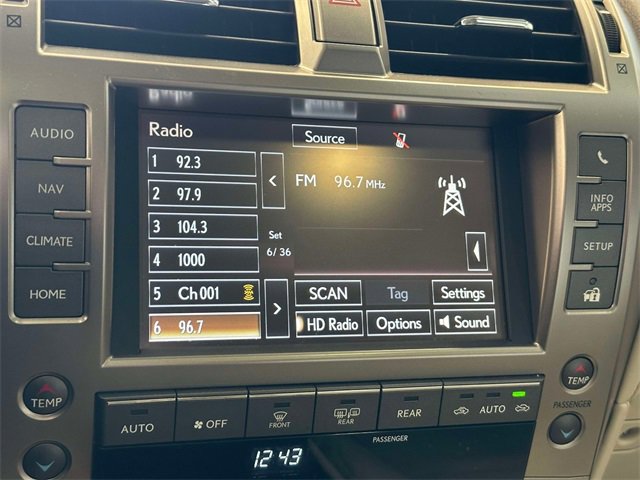 AUDIO
NAV
CLIMATE
HOME
Radio
Source
1 92.3
2 97.9
3 104.3
4 1000
5 Ch 001
6 96.7
<
Set
6/36
>
FM 96.7 MHz
SCAN
Tag
Settings
HD Radio
Options
Sound
INFO
APPS
SETUP
TEMP
AUTO
OFF
FRONT
REAR
REAR
AUTO
PASSENGER
TEMP
PASSENGER
12 43